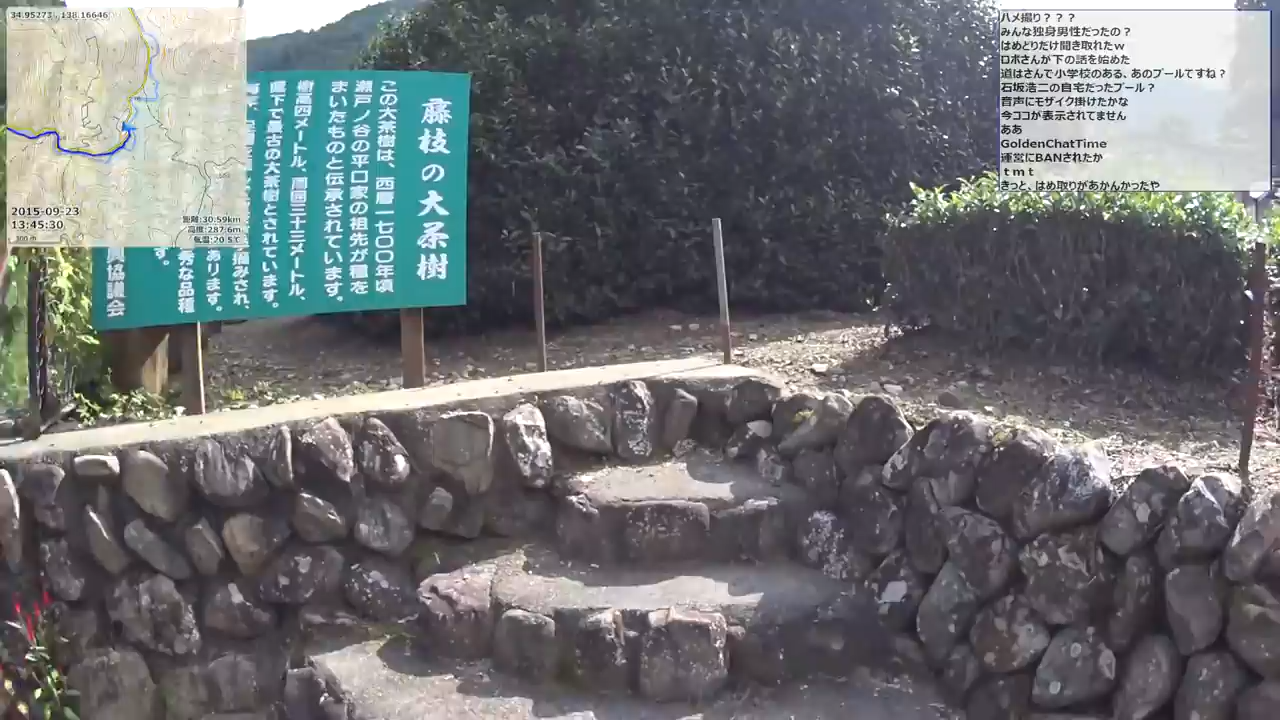 34.95273 , 138.16646
2015-09-23
13:45:30
300 m
距離:30.59km
高度:287.6m
気温:20.5℃
藤枝の大茶樹
この大茶樹は、西暦一七〇〇年頃
瀬戸ノ谷の平口家の祖先が種を
まいたものと伝承されています。
樹高四メートル、周囲三十三メートル、
県下で最古の大茶樹とされています。
摘みされ、
あります。
秀な品種
す。
協議会
ハメ撮り？？？
みんな独身男性だったの？
はめどりだけ聞き取れたｗ
ロボさんが下の話を始めた
道はさんで小学校のある、あのプールですね？
石坂浩二の自宅だったプール？
音声にモザイク掛けたかな
今ココが表示されてません
ああ
GoldenChatTime
運営にBANされたか
ｔｍｔ
きっと、はめ取りがあかんかったや